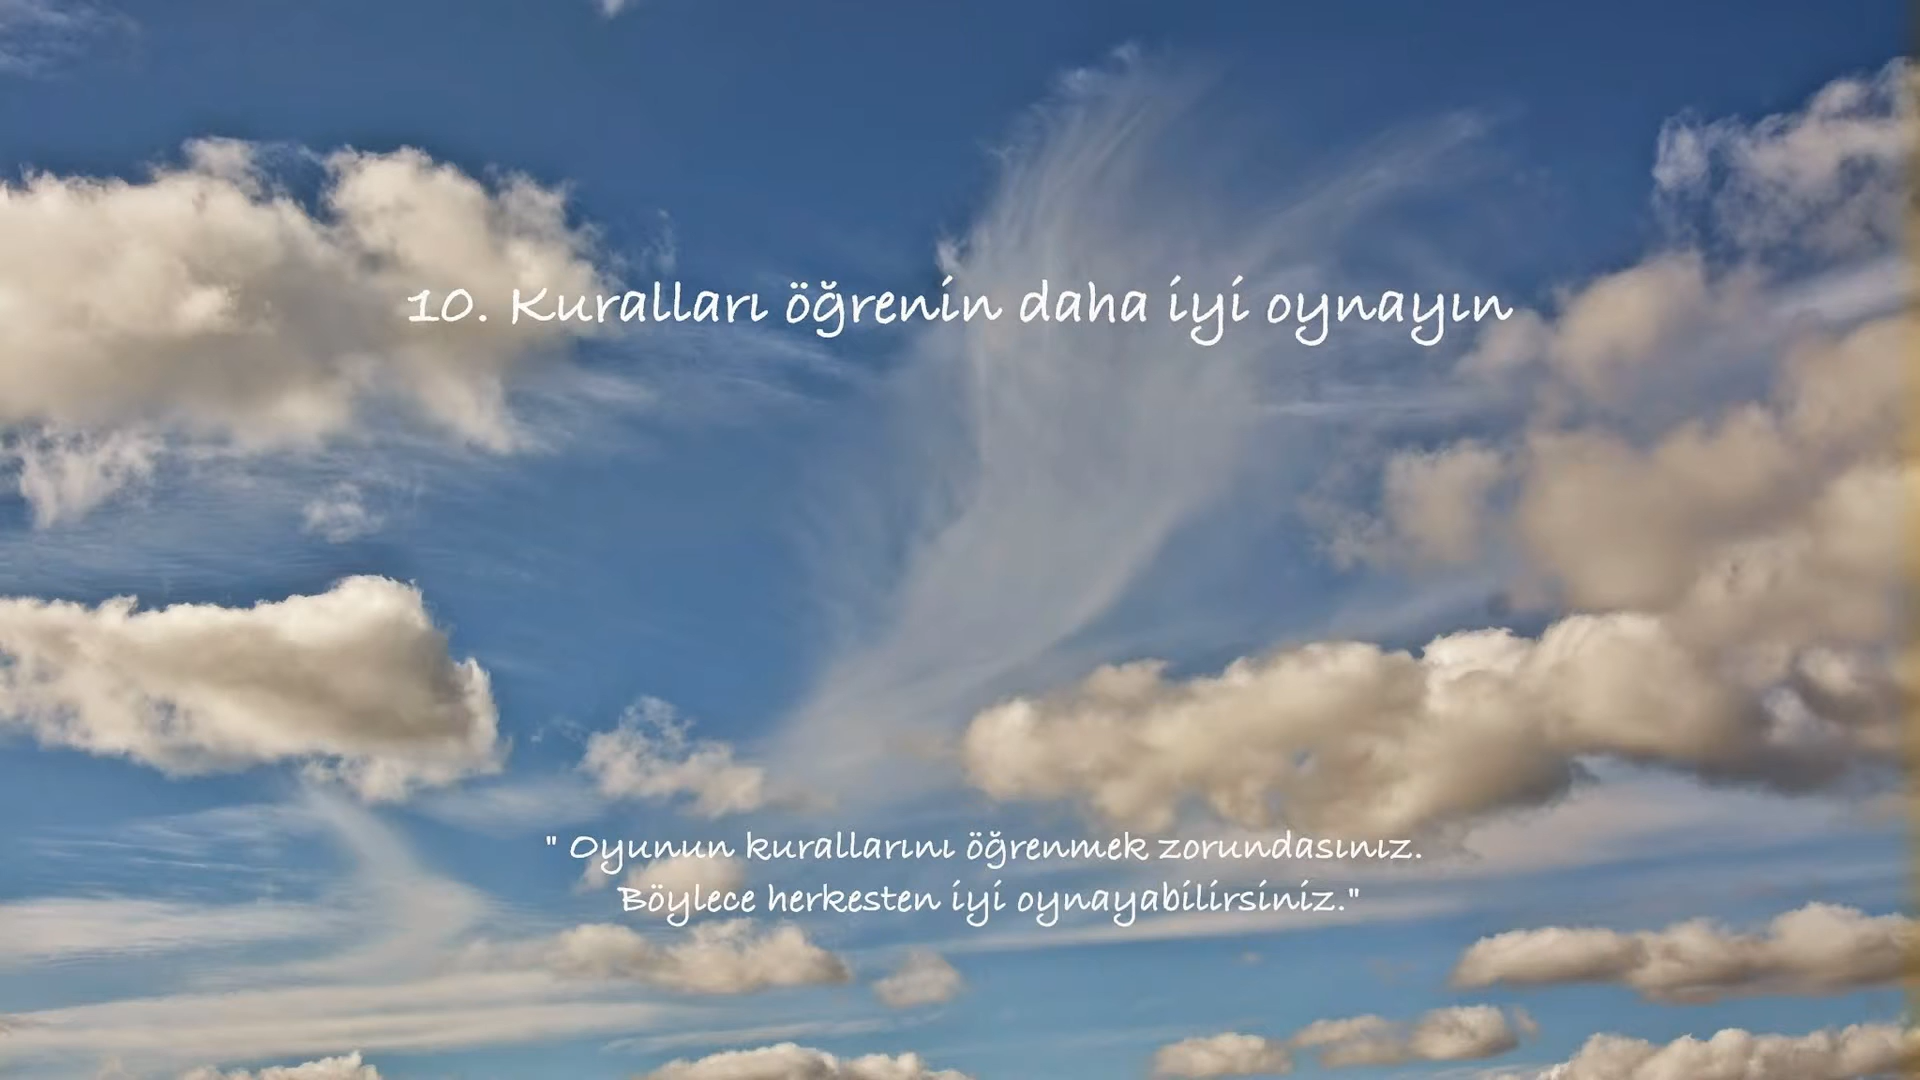 10. Kuralları öğrenin daha iyi oynayın
" Oyunun kurallarını öğrenmek zorundasınız.
Böylece herkesten iyi oynayabilirsiniz."